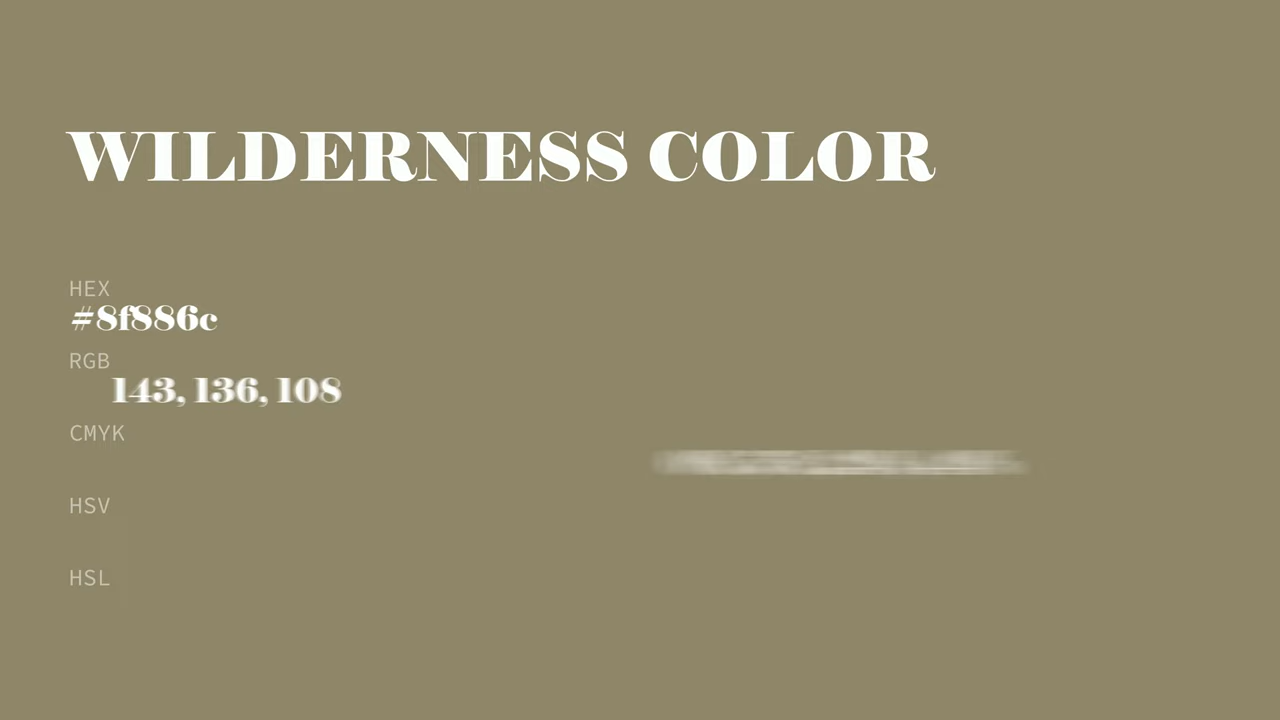 WILDERNESS COLOR
HEX
#8f886c
RGB
143, 136, 108
CMYK
HSV
HSL